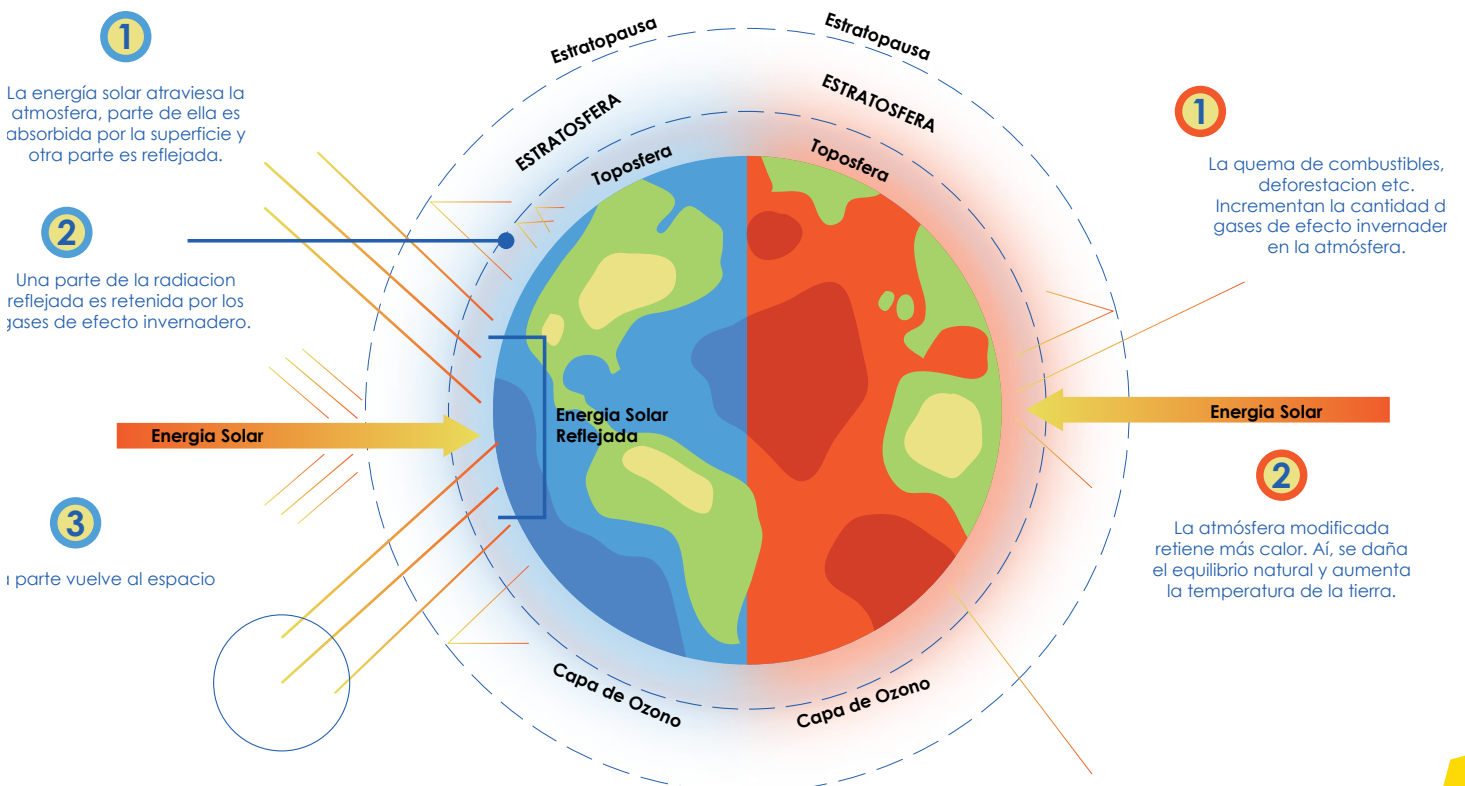 1
La energía solar atraviesa la
atmosfera, parte de ella es
absorbida por la superficie y
otra parte es reflejada.
2
Una parte de la radiacion
reflejada es retenida por los
gases de efecto invernadero.
Energia Solar
3
parte vuelve al espacio
Estratopausa
ESTRATOSFERA
Toposfera
Energia Solar
Reflejada
Capa de Ozono
Estratopausa
ESTRATOSFERA
Toposfera
Capa de Ozono
1
La quema de combustibles,
deforestacion etc.
Incrementan la cantidad d
gases de efecto invernader
en la atmósfera.
Energia Solar
2
La atmósfera modificada
retiene más calor. Aí, se daña
el equilibrio natural y aumenta
la temperatura de la tierra.